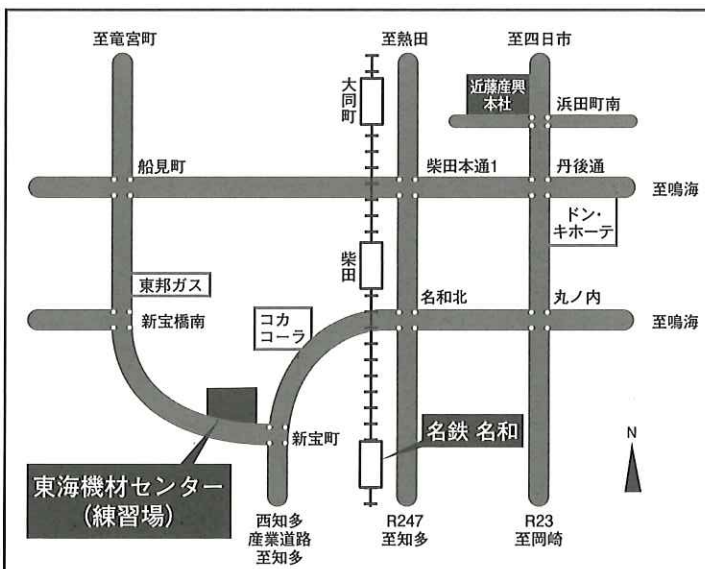 至竜宮町
至熱田
至四日市
大同町
近藤産興
本社
浜田町南
船見町
柴田本通1
丹後通
至鳴海
ドン・
キホーテ
柴田
東邦ガス
新宝橋南
コカ
コーラ
名和北
丸ノ内
至鳴海
新宝町
名鉄 名和
N
東海機材センター
(練習場)
西知多
産業道路
至知多
R247
至知多
R23
至岡崎